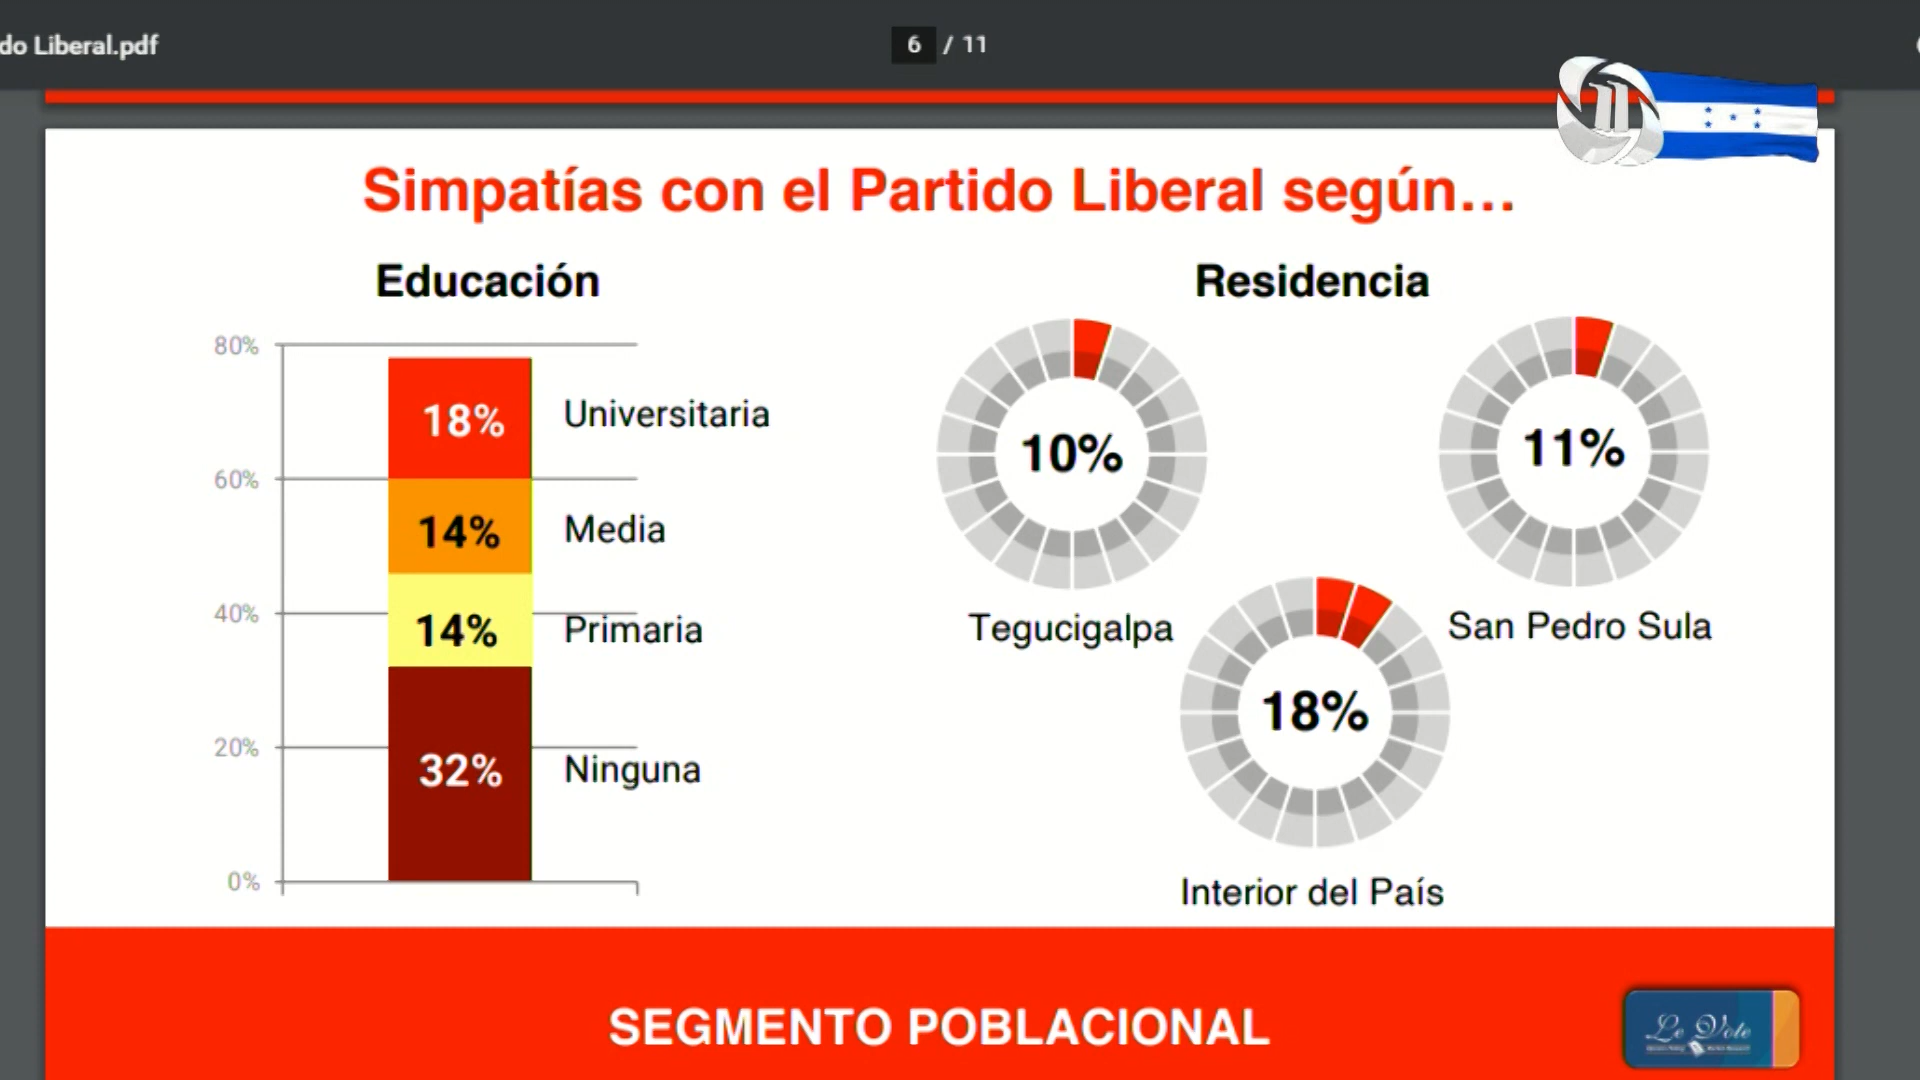 do Liberal.pdf
6 / 11
Simpatías con el Partido Liberal según...
Educación
80%
60%
40%
20%
0%
18%
Universitaria
14%
Media
14%
Primaria
32%
Ninguna
Residencia
10%
Tegucigalpa
11%
San Pedro Sula
18%
Interior del País
SEGMENTO POBLACIONAL
Le Vote